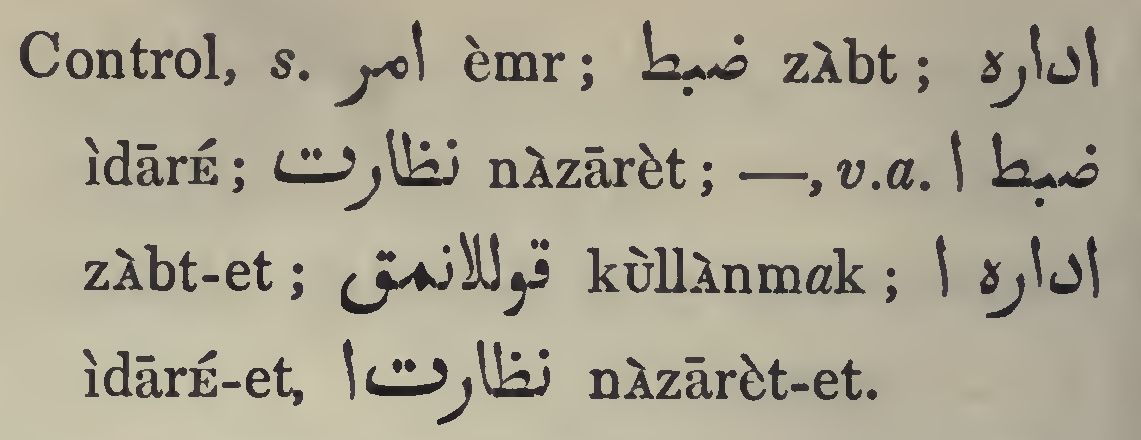 Control, s. امر èmr; ضبط zÀbt; اداره
ìdārÉ; نظارت nÀzārèt; —, v.a. ضبط ا
zÀbt-et; قوللانمق kùllÀnmak; اداره ا
ìdārÉ-et, نظارت ا nÀzārèt-et.